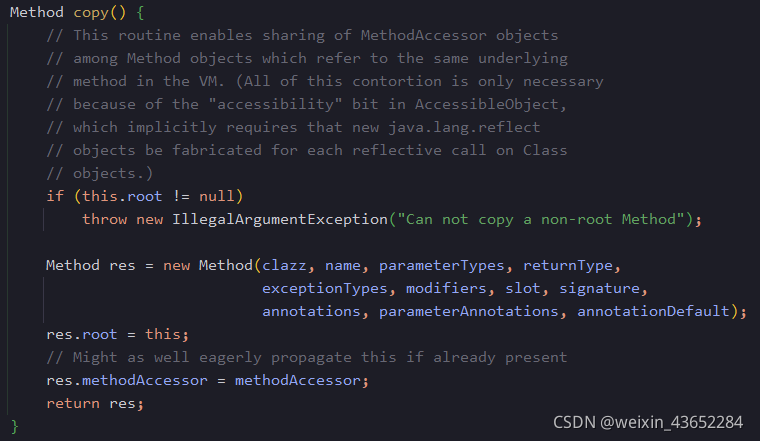 Method copy() {
    // This routine enables sharing of MethodAccessor objects
    // among Method objects which refer to the same underlying
    // method in the VM. (All of this contortion is only necessary
    // because of the "accessibility" bit in AccessibleObject,
    // which implicitly requires that new java.lang.reflect
    // objects be fabricated for each reflective call on Class
    // objects.)
    if (this.root != null)
        throw new IllegalArgumentException("Can not copy a non-root Method");

    Method res = new Method(clazz, name, parameterTypes, returnType,
                            exceptionTypes, modifiers, slot, signature,
                            annotations, parameterAnnotations, annotationDefault);
    res.root = this;
    // Might as well eagerly propagate this if already present
    res.methodAccessor = methodAccessor;
    return res;
}
CSDN @weixin_43652284